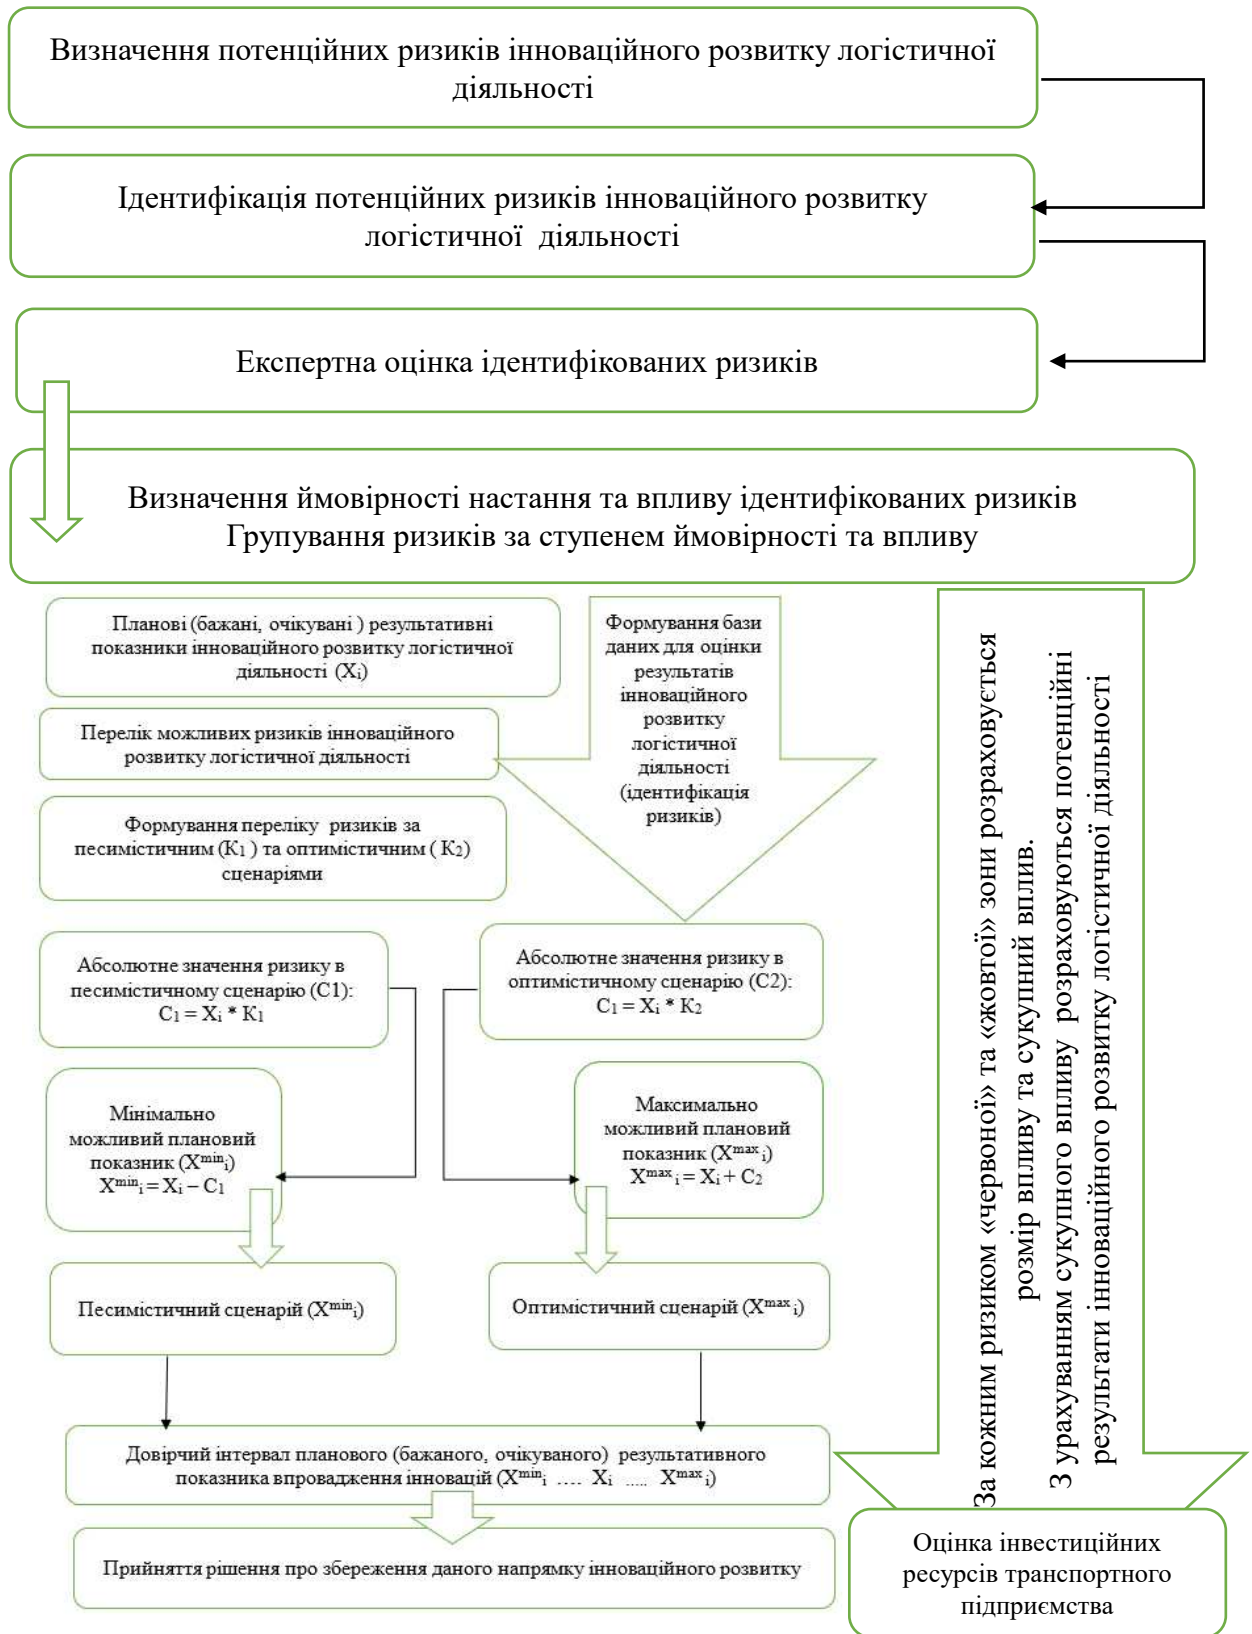 Визначення потенційних ризиків інноваційного розвитку логістичної
діяльності
Ідентифікація потенційних ризиків інноваційного розвитку
логістичної діяльності
Експертна оцінка ідентифікованих ризиків
Визначення ймовірності настання та впливу ідентифікованих ризиків
Групування ризиків за ступенем ймовірності та впливу
Планові (бажані, очікувані ) результативні
показники інноваційного розвитку логістичної
діяльності (Xᵢ)
Перелік можливих ризиків інноваційного
розвитку логістичної діяльності
Формування переліку ризиків за
песимістичним (К₁ ) та оптимістичним ( К₂)
сценаріями
Формування бази
даних для оцінки
результатів
інноваційного
розвитку
логістичної
діяльності
(ідентифікація
ризиків)
Абсолютне значення ризику в
песимістичному сценарію (С1):
C₁ = Xᵢ * K₁
Абсолютне значення ризику в
оптимістичному сценарію (С2):
C₁ = Xᵢ * K₂
Мінімально
можливий плановий
показник (Xᵐⁱⁿᵢ)
Xᵐⁱⁿᵢ = Xᵢ – C₁
Максимально
можливий плановий
показник (Xᵐᵃˣᵢ)
Xᵐᵃˣᵢ = Xᵢ + C₂
Песимістичний сценарій (Xᵐⁱⁿᵢ)
Оптимістичний сценарій (Xᵐᵃˣᵢ)
Довірчий інтервал планового (бажаного, очікуваного) результативного
показника впровадження інновацій (Xᵐⁱⁿᵢ …. Xᵢ ..... Xᵐᵃˣᵢ)
Прийняття рішення про збереження даного напрямку інноваційного розвитку
За кожним ризиком «червоної» та «жовтої» зони розраховується
розмір впливу та сукупний вплив.
З урахуванням сукупного впливу розраховуються потенційні
результати інноваційного розвитку логістичної діяльності
Оцінка інвестиційних
ресурсів транспортного
підприємства